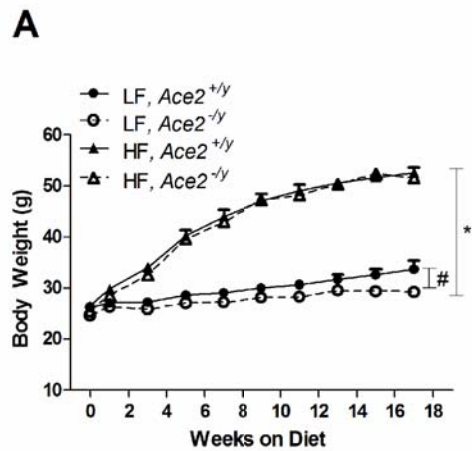 A
LF, Ace2+/y
LF, Ace2-/y
HF, Ace2+/y
HF, Ace2-/y
60
50
40
30
20
10
Body Weight (g)
*
#
0 2 4 6 8 10 12 14 16 18
Weeks on Diet